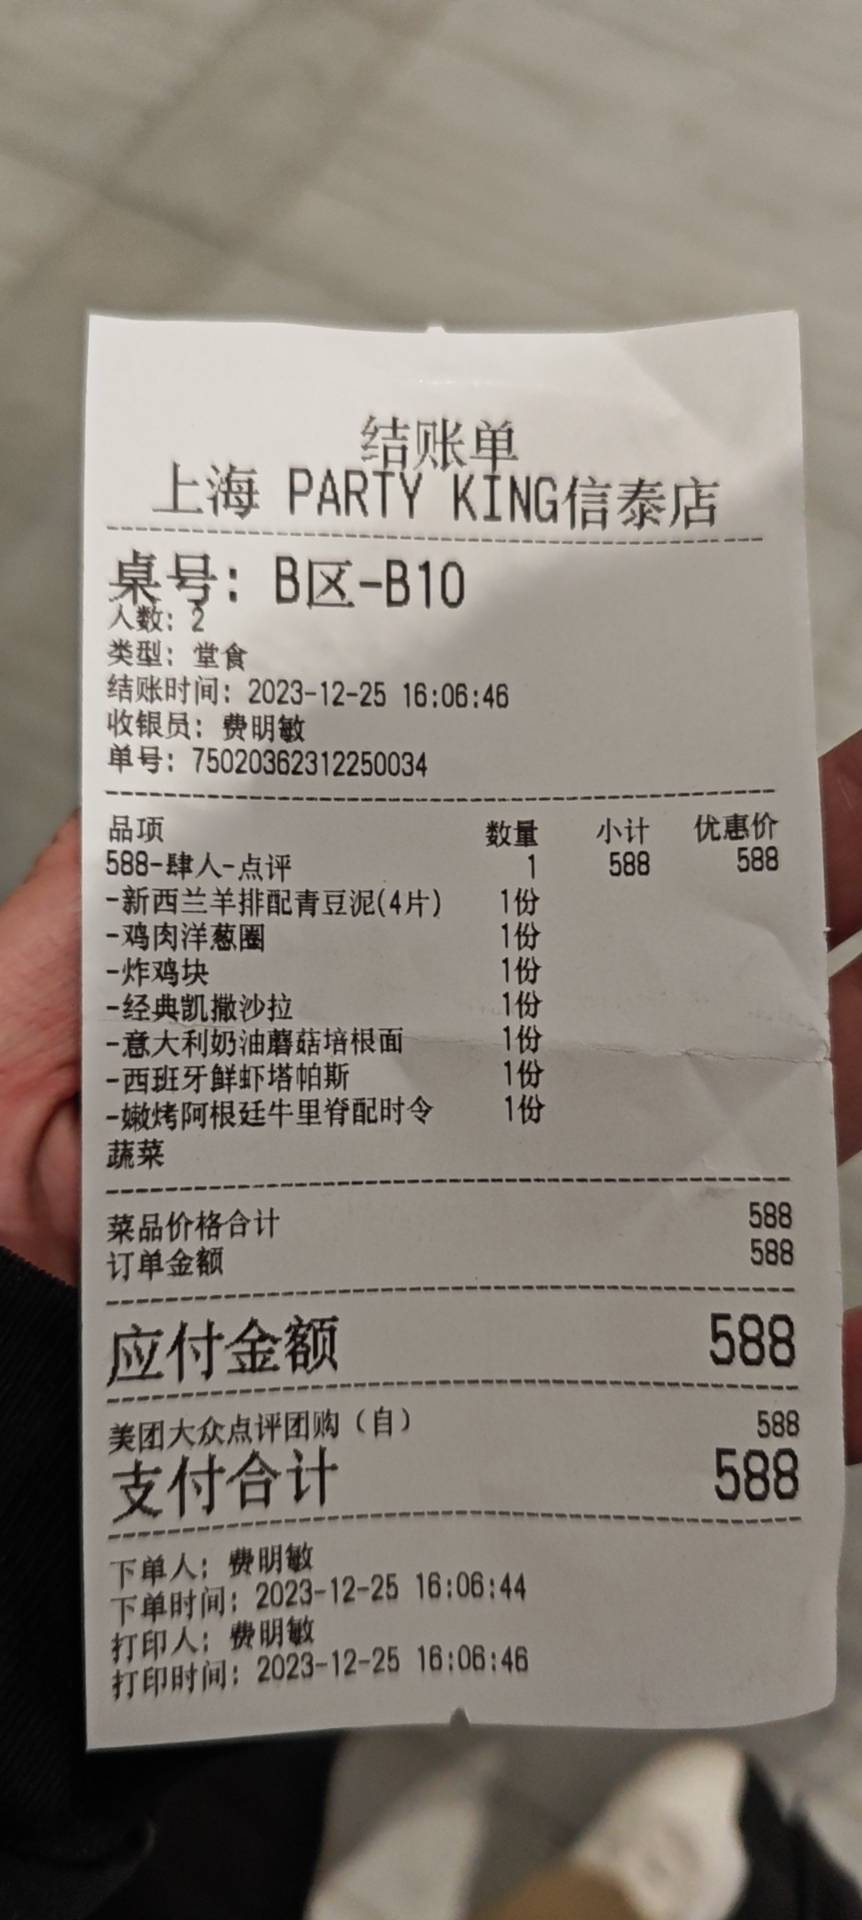 结账单
上海 PARTY KING信泰店
桌号: B区-B10
人数: 2
类型: 堂食
结账时间: 2023-12-25 16:06:46
收银员: 费明敏
单号: 75020362312250034
品项 数量 小计 优惠价
588-肆人-点评 1 588 588
-新西兰羊排配青豆泥(4片) 1份
-鸡肉洋葱圈 1份
-炸鸡块 1份
-经典凯撒沙拉 1份
-意大利奶油蘑菇培根面 1份
-西班牙鲜虾塔帕斯 1份
-嫩烤阿根廷牛里脊配时令 1份
蔬菜
菜品价格合计 588
订单金额 588
应付金额 588
美团大众点评团购（自） 588
支付合计 588
下单人: 费明敏
下单时间: 2023-12-25 16:06:44
打印人: 费明敏
打印时间: 2023-12-25 16:06:46